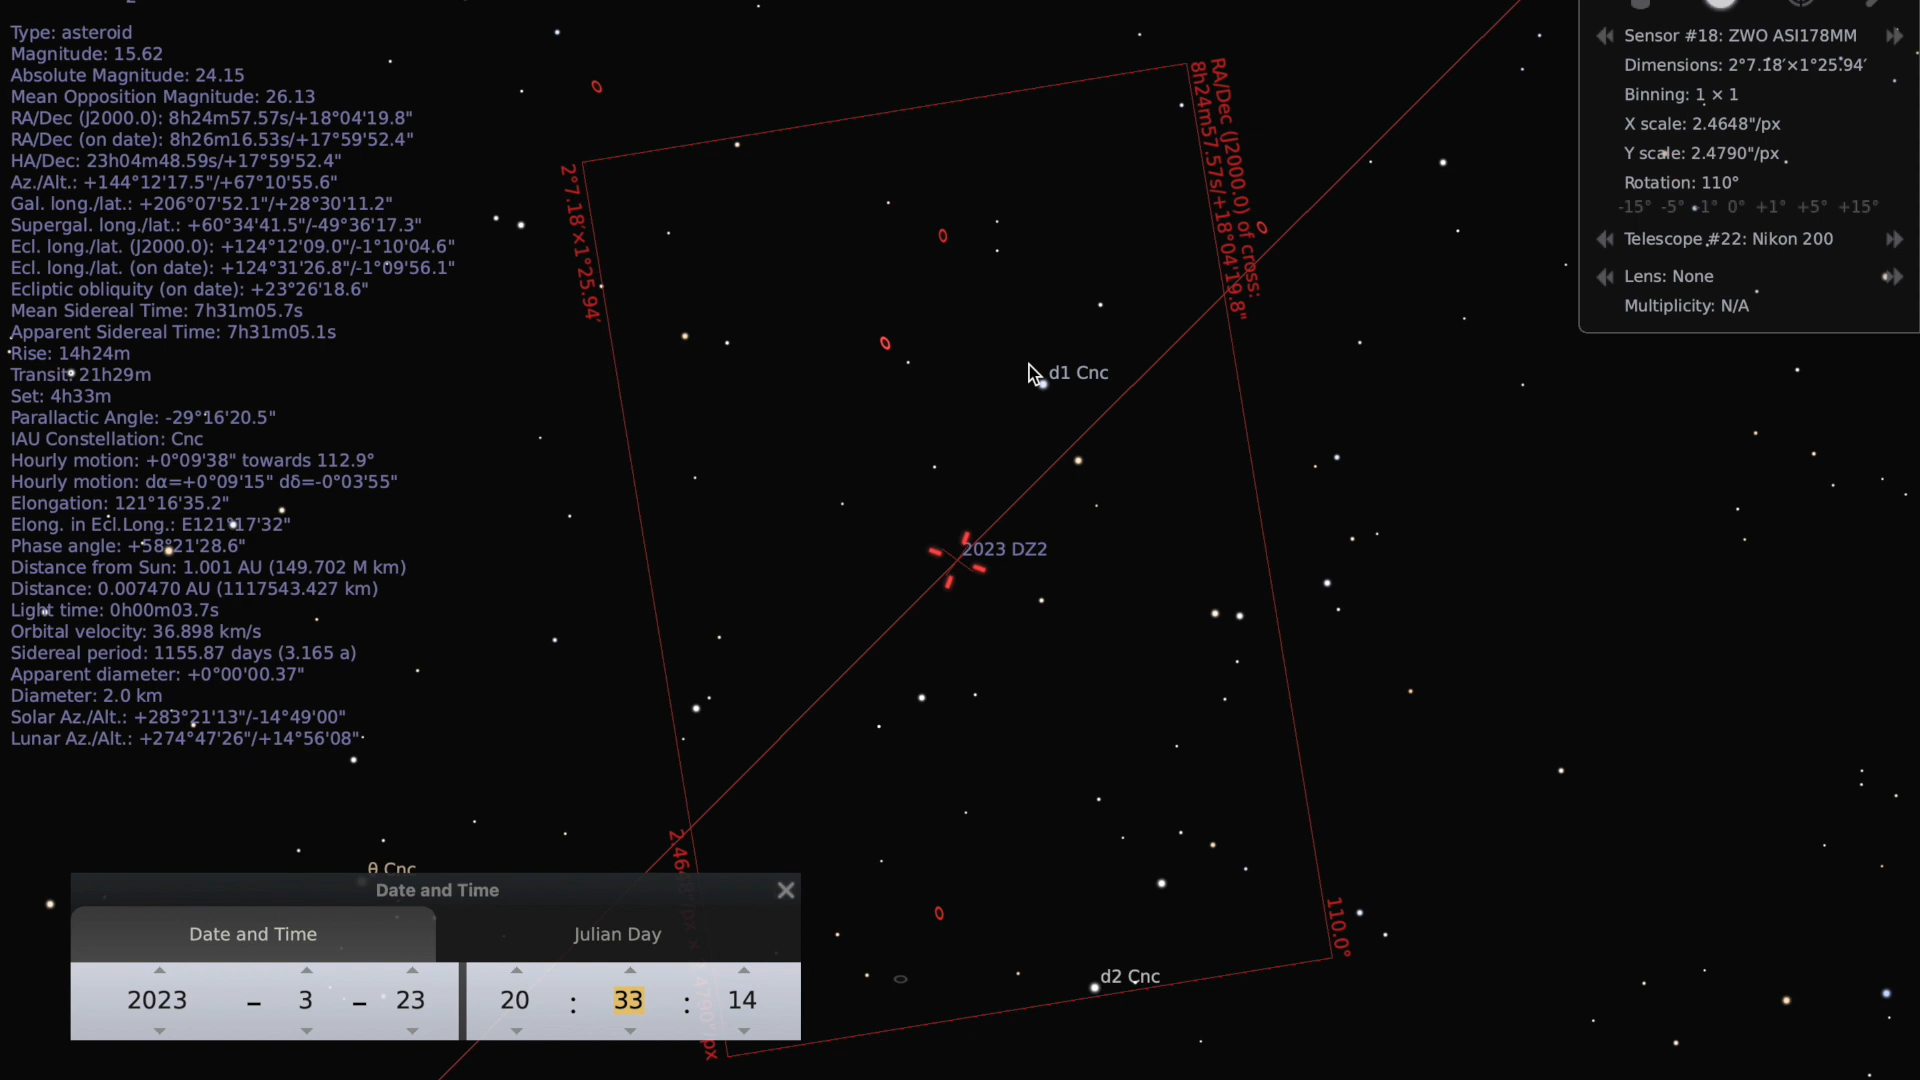 Type: asteroid
Magnitude: 15.62
Absolute Magnitude: 24.15
Mean Opposition Magnitude: 26.13
RA/Dec (J2000.0): 8h24m57.57s/+18°04'19.8"
RA/Dec (on date): 8h26m16.53s/+17°59'52.4"
HA/Dec: 23h04m48.59s/+17°59'52.4"
Az./Alt.: +144°12'17.5"/+67°10'55.6"
Gal. long./lat.: +206°07'52.1"/+28°30'11.2"
Supergal. long./lat.: +60°34'41.5"/-49°36'17.3"
Ecl. long./lat. (J2000.0): +124°12'09.0"/-1°10'04.6"
Ecl. long./lat. (on date): +124°31'26.8"/-1°09'56.1"
Ecliptic obliquity (on date): +23°26'18.6"
Mean Sidereal Time: 7h31m05.7s
Apparent Sidereal Time: 7h31m05.1s
Rise: 14h24m
Transit: 21h29m
Set: 4h33m
Parallactic Angle: -29°16'20.5"
IAU Constellation: Cnc
Hourly motion: +0°09'38" towards 112.9°
Hourly motion: dα=+0°09'15" dδ=-0°03'55"
Elongation: 121°16'35.2"
Elong. in Ecl.Long.: E121°17'32"
Phase angle: +58°21'28.6"
Distance from Sun: 1.001 AU (149.702 M km)
Distance: 0.007470 AU (1117543.427 km)
Light time: 0h00m03.7s
Orbital velocity: 36.898 km/s
Sidereal period: 1155.87 days (3.165 a)
Apparent diameter: +0°00'00.37"
Diameter: 2.0 km
Solar Az./Alt.: +283°21'13"/-14°49'00"
Lunar Az./Alt.: +274°47'26"/+14°56'08"
2°7.18'×1°25.94'
RA/Dec (J2000.0) of cross:
8h24m57.57s/+18°04'19.8"
d1 Cnc
2023 DZ2
θ Cnc
110.0°
d2 Cnc
Sensor #18: ZWO ASI178MM
Dimensions: 2°7.18'×1°25.94'
Binning: 1 × 1
X scale: 2.4648"/px
Y scale: 2.4790"/px
Rotation: 110°
-15° -5° -1° 0° +1° +5° +15°
Telescope #22: Nikon 200
Lens: None
Multiplicity: N/A
Date and Time
Date and Time
Julian Day
2023 - 3 - 23
20 : 33 : 14